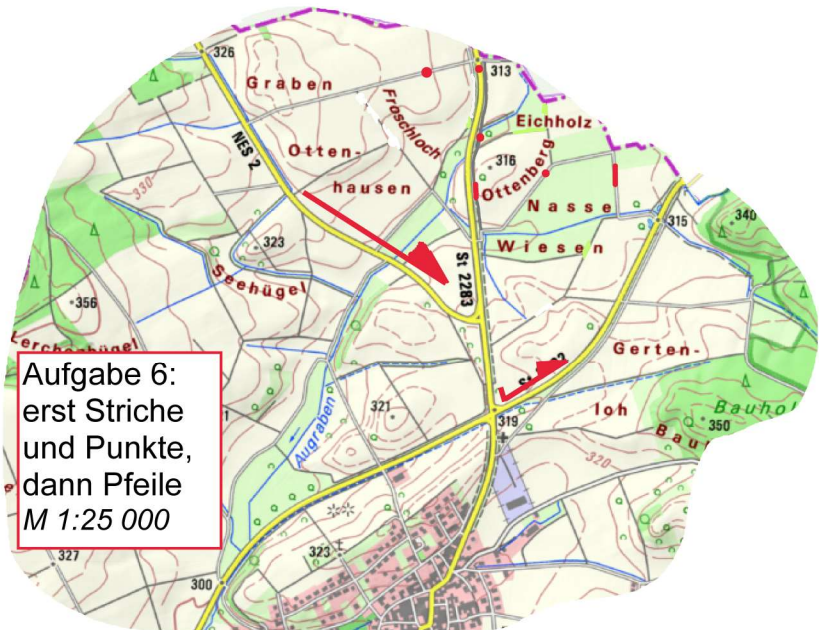 326
313
Graben
Froschloch
Eichholz
NES 2
Otten-
hausen
316
Ottenberg
330
Nasse
Wiesen
315
340
323
Seehügel
St 2283
356
Lerchenhügel
Gerten-
loh
Bauhol
350
Bau
321
319
320
Augraben
Aufgabe 6:
erst Striche
und Punkte,
dann Pfeile
M 1:25 000
327
323
300